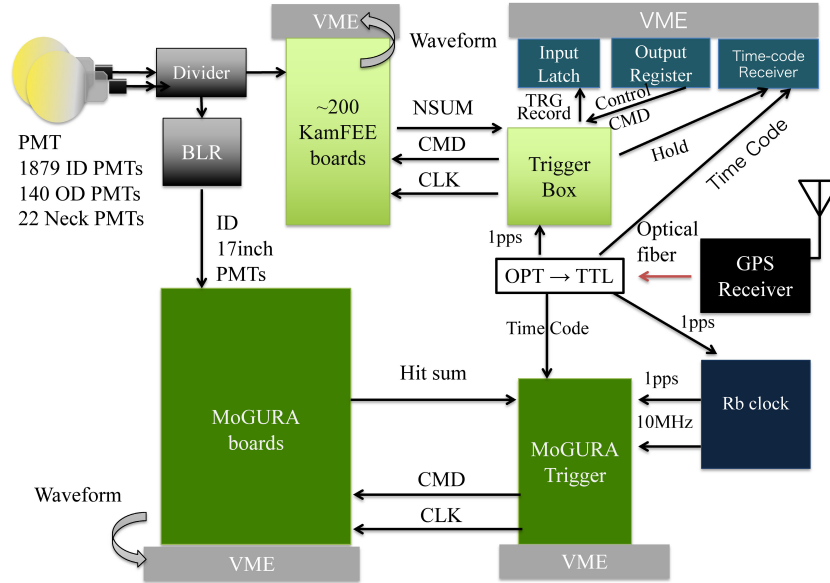 VME
Waveform
VME
Input
Latch
Output
Register
Time-code
Receiver
Divider
~200
KamFEE
boards
NSUM
CMD
CLK
TRG
Record
Control
CMD
Hold
Time Code
Trigger
Box
BLR
PMT
1879 ID PMTs
140 OD PMTs
22 Neck PMTs
ID
17inch
PMTs
1pps
Optical
fiber
OPT → TTL
GPS
Receiver
Time Code
1pps
Hit sum
1pps
10MHz
Rb clock
MoGURA
boards
MoGURA
Trigger
CMD
CLK
Waveform
VME
VME